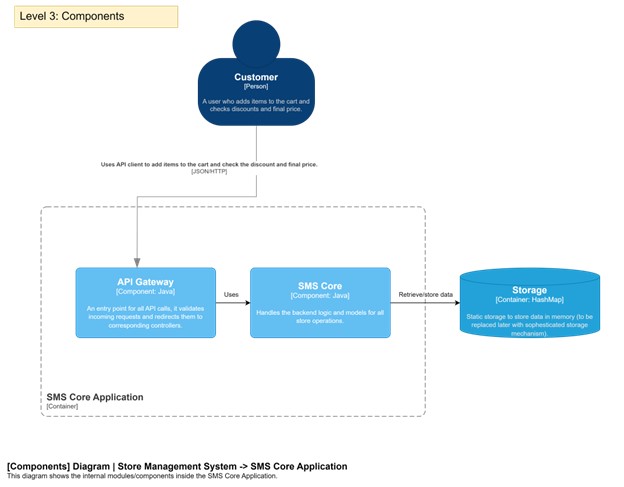 Level 3: Components
Customer
[Person]
A user who adds items to the cart and
checks discounts and final price.
Uses API client to add items to the cart and check the discount and final price.
[JSON/HTTP]
API Gateway
[Component: Java]
An entry point for all API calls, it validates
incoming requests and redirects them to
corresponding controllers.
Uses
SMS Core
[Component: Java]
Handles the backend logic and models for all
store operations.
Retrieve/store data
Storage
[Container: HashMap]
Static storage to store data in memory (to be
replaced later with sophesticated storage
mechanism).
SMS Core Application
[Container]
[Components] Diagram | Store Management System -> SMS Core Application
This diagram shows the internal modules/components inside the SMS Core Application.